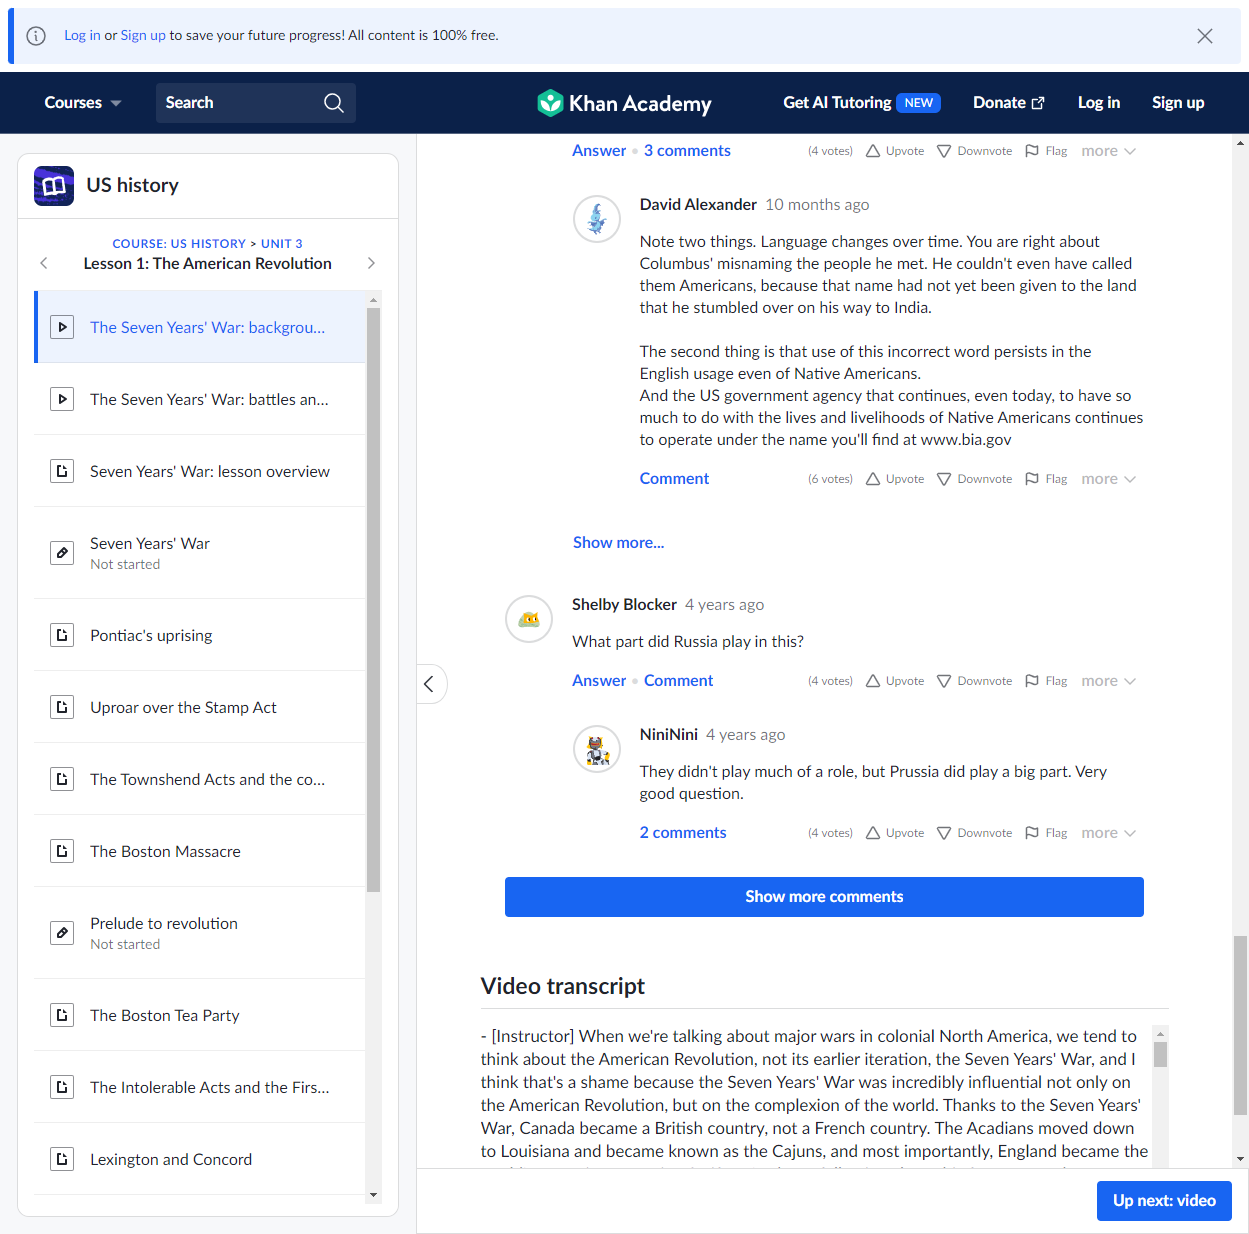 Log in or Sign up to save your future progress! All content is 100% free.
Courses
Search
Khan Academy
Get AI Tutoring NEW
Donate
Log in
Sign up
US history
COURSE: US HISTORY > UNIT 3
Lesson 1: The American Revolution
The Seven Years' War: backgrou...
The Seven Years' War: battles an...
Seven Years' War: lesson overview
Seven Years' War
Not started
Pontiac's uprising
Uproar over the Stamp Act
The Townshend Acts and the co...
The Boston Massacre
Prelude to revolution
Not started
The Boston Tea Party
The Intolerable Acts and the Firs...
Lexington and Concord
Answer • 3 comments (4 votes) Upvote Downvote Flag more
David Alexander 10 months ago
Note two things. Language changes over time. You are right about
Columbus' misnaming the people he met. He couldn't even have called
them Americans, because that name had not yet been given to the land
that he stumbled over on his way to India.
The second thing is that use of this incorrect word persists in the
English usage even of Native Americans.
And the US government agency that continues, even today, to have so
much to do with the lives and livelihoods of Native Americans continues
to operate under the name you'll find at www.bia.gov
Comment (6 votes) Upvote Downvote Flag more
Show more...
Shelby Blocker 4 years ago
What part did Russia play in this?
Answer • Comment (4 votes) Upvote Downvote Flag more
NiniNini 4 years ago
They didn't play much of a role, but Prussia did play a big part. Very
good question.
2 comments (4 votes) Upvote Downvote Flag more
Show more comments
Video transcript
- [Instructor] When we're talking about major wars in colonial North America, we tend to
think about the American Revolution, not its earlier iteration, the Seven Years' War, and I
think that's a shame because the Seven Years' War was incredibly influential not only on
the American Revolution, but on the complexion of the world. Thanks to the Seven Years'
War, Canada became a British country, not a French country. The Acadians moved down
to Louisiana and became known as the Cajuns, and most importantly, England became the
Up next: video